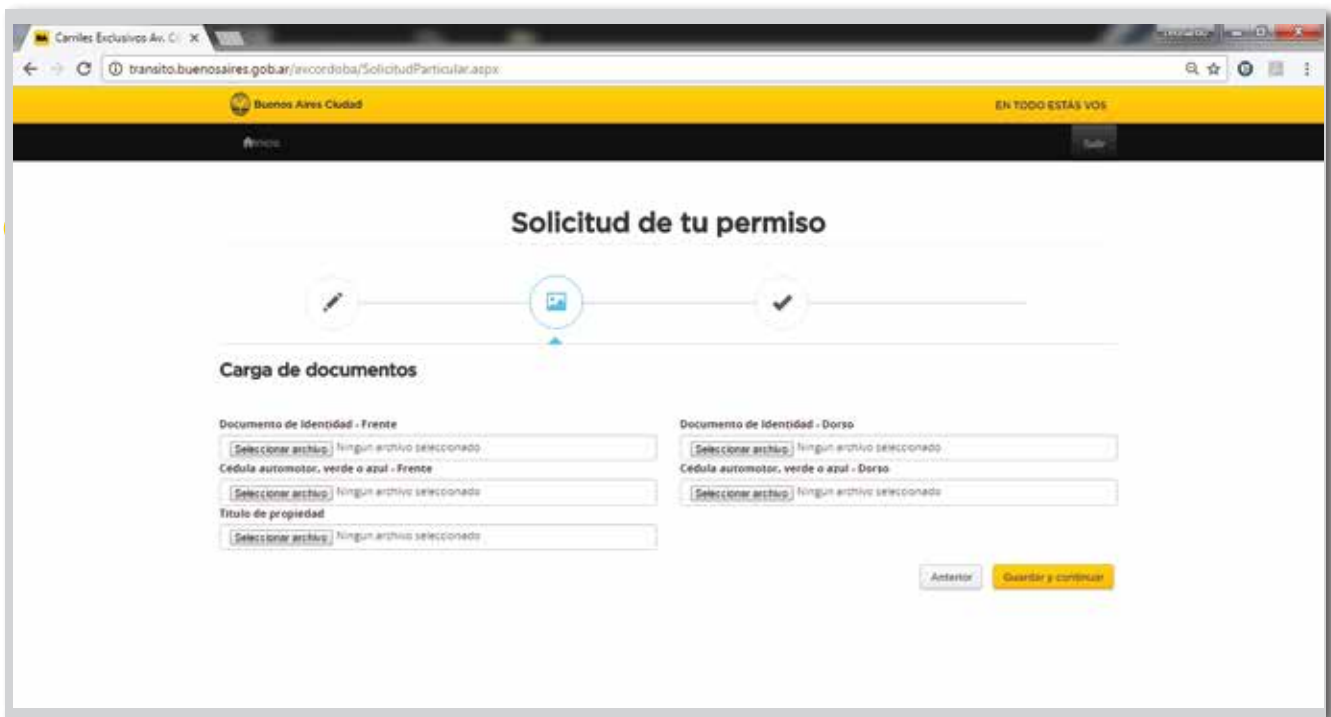 Carriles Exclusivos Av. C
transito.buenosaires.gob.ar/avcordoba/SolicitudParticular.aspx
Buenos Aires Ciudad
EN TODO ESTÁS VOS
Inicio
Salir
Solicitud de tu permiso
Carga de documentos
Documento de Identidad - Frente
Documento de Identidad - Dorso
Seleccionar archivo Ningun archivo seleccionado
Seleccionar archivo Ningun archivo seleccionado
Cédula automotor, verde o azul - Frente
Cédula automotor, verde o azul - Dorso
Seleccionar archivo Ningun archivo seleccionado
Seleccionar archivo Ningun archivo seleccionado
Titulo de propiedad
Seleccionar archivo Ningun archivo seleccionado
Anterior
Guardar y continuar